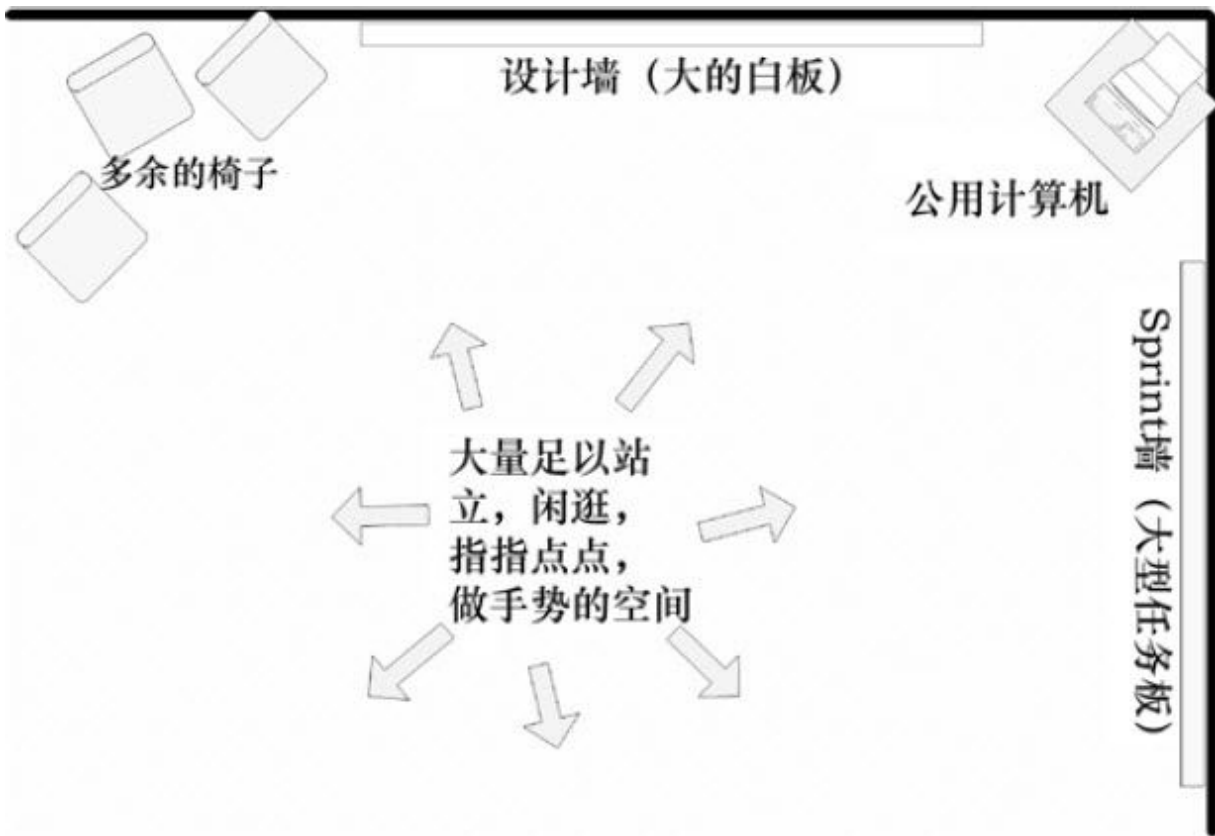 设计墙（大的白板）
多余的椅子
公用计算机
Sprint墙（大型任务板）
大量足以站
立，闲逛，
指指点点，
做手势的空间